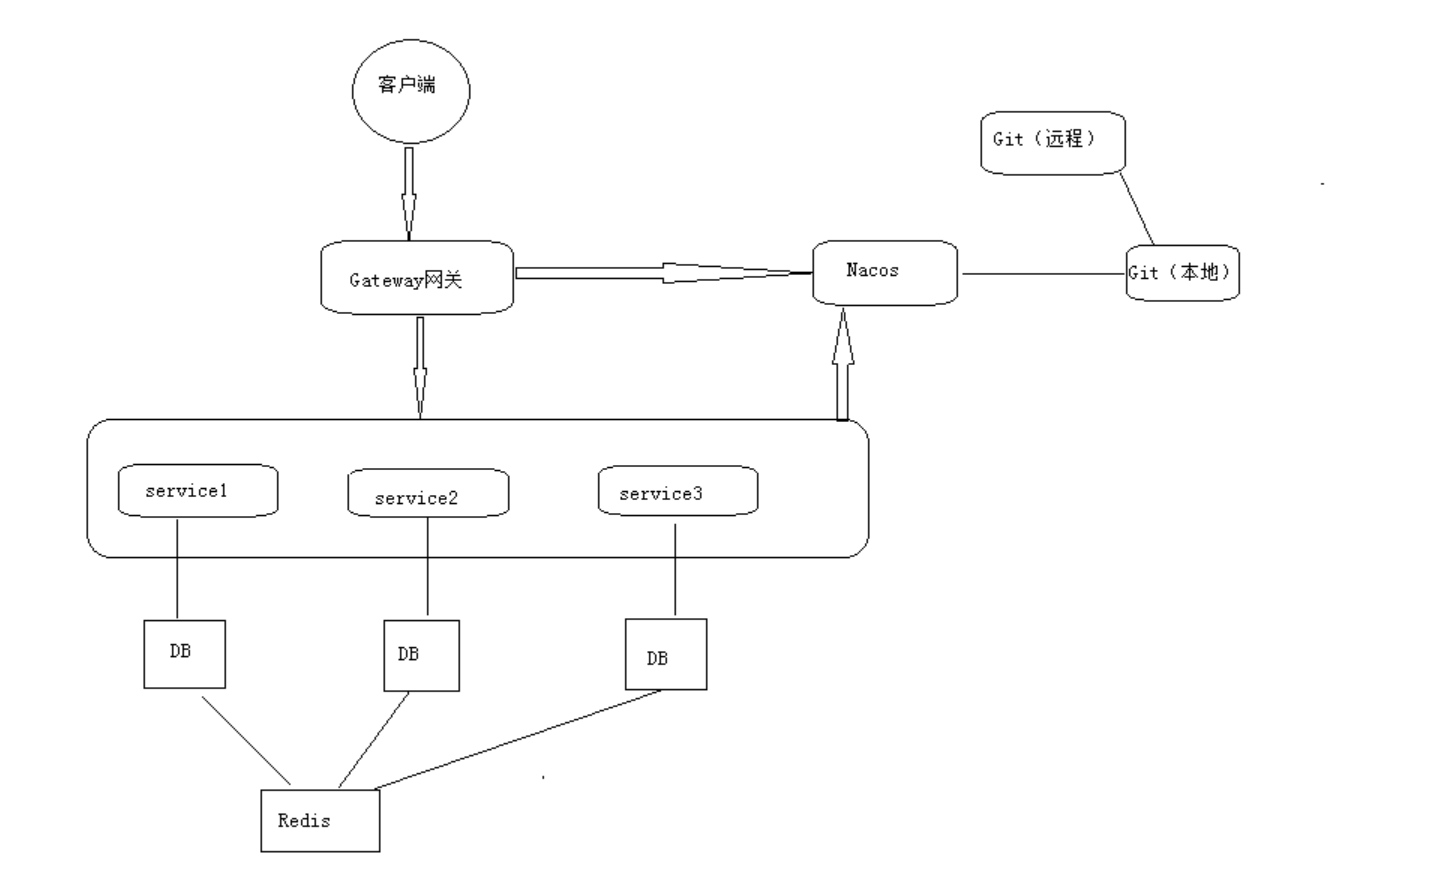 客户端
Git（远程）
Gateway网关
Nacos
Git（本地）
service1
service2
service3
DB
DB
DB
Redis